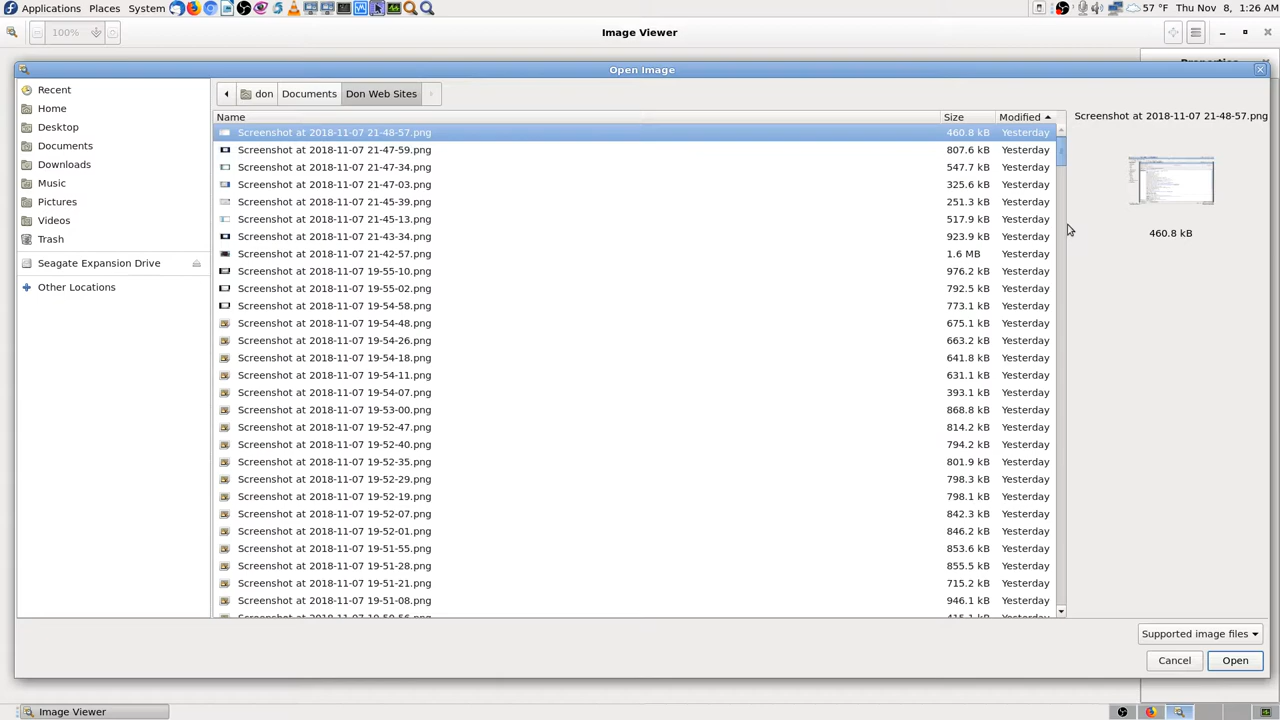 Applications Places System 57 °F Thu Nov 8, 1:26 AM
100% Image Viewer
Open Image
Recent
Home
Desktop
Documents
Downloads
Music
Pictures
Videos
Trash
Seagate Expansion Drive
Other Locations
don Documents Don Web Sites
Name Size Modified
Screenshot at 2018-11-07 21-48-57.png 460.8 kB Yesterday
Screenshot at 2018-11-07 21-47-59.png 807.6 kB Yesterday
Screenshot at 2018-11-07 21-47-34.png 547.7 kB Yesterday
Screenshot at 2018-11-07 21-47-03.png 325.6 kB Yesterday
Screenshot at 2018-11-07 21-45-39.png 251.3 kB Yesterday
Screenshot at 2018-11-07 21-45-13.png 517.9 kB Yesterday
Screenshot at 2018-11-07 21-43-34.png 923.9 kB Yesterday
Screenshot at 2018-11-07 21-42-57.png 1.6 MB Yesterday
Screenshot at 2018-11-07 19-55-10.png 976.2 kB Yesterday
Screenshot at 2018-11-07 19-55-02.png 792.5 kB Yesterday
Screenshot at 2018-11-07 19-54-58.png 773.1 kB Yesterday
Screenshot at 2018-11-07 19-54-48.png 675.1 kB Yesterday
Screenshot at 2018-11-07 19-54-26.png 663.2 kB Yesterday
Screenshot at 2018-11-07 19-54-18.png 641.8 kB Yesterday
Screenshot at 2018-11-07 19-54-11.png 631.1 kB Yesterday
Screenshot at 2018-11-07 19-54-07.png 393.1 kB Yesterday
Screenshot at 2018-11-07 19-53-00.png 868.8 kB Yesterday
Screenshot at 2018-11-07 19-52-47.png 814.2 kB Yesterday
Screenshot at 2018-11-07 19-52-40.png 794.2 kB Yesterday
Screenshot at 2018-11-07 19-52-35.png 801.9 kB Yesterday
Screenshot at 2018-11-07 19-52-29.png 798.3 kB Yesterday
Screenshot at 2018-11-07 19-52-19.png 798.1 kB Yesterday
Screenshot at 2018-11-07 19-52-07.png 842.3 kB Yesterday
Screenshot at 2018-11-07 19-52-01.png 846.2 kB Yesterday
Screenshot at 2018-11-07 19-51-55.png 853.6 kB Yesterday
Screenshot at 2018-11-07 19-51-28.png 855.5 kB Yesterday
Screenshot at 2018-11-07 19-51-21.png 715.2 kB Yesterday
Screenshot at 2018-11-07 19-51-08.png 946.1 kB Yesterday
Screenshot at 2018-11-07 21-48-57.png
460.8 kB
Supported image files
Cancel Open
Image Viewer